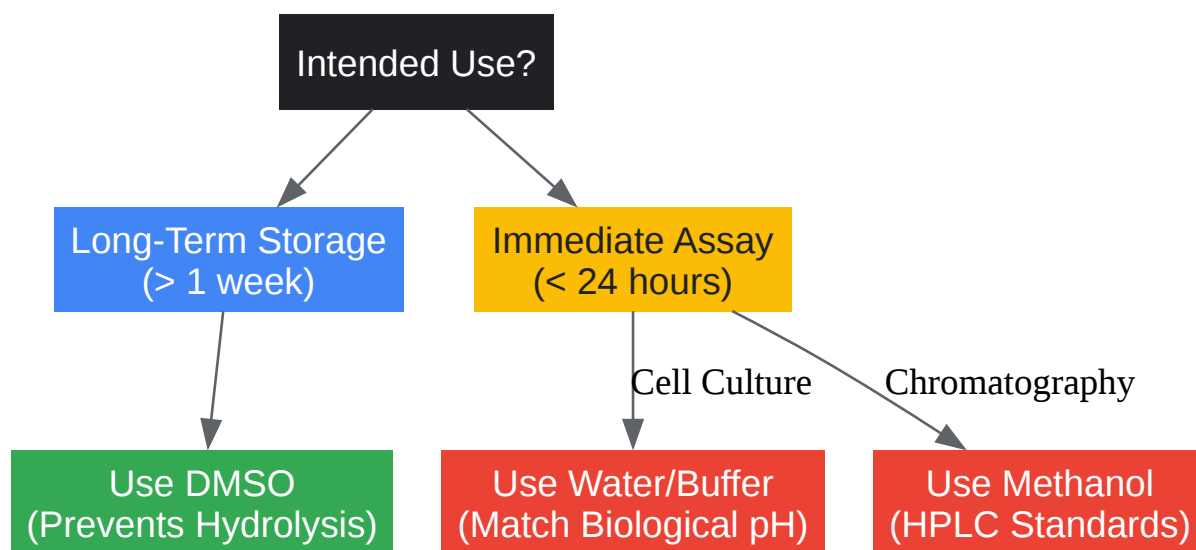 Intended Use?
Long-Term Storage
(> 1 week)
Immediate Assay
(< 24 hours)
Cell Culture
Chromatography
Use DMSO
(Prevents Hydrolysis)
Use Water/Buffer
(Match Biological pH)
Use Methanol
(HPLC Standards)